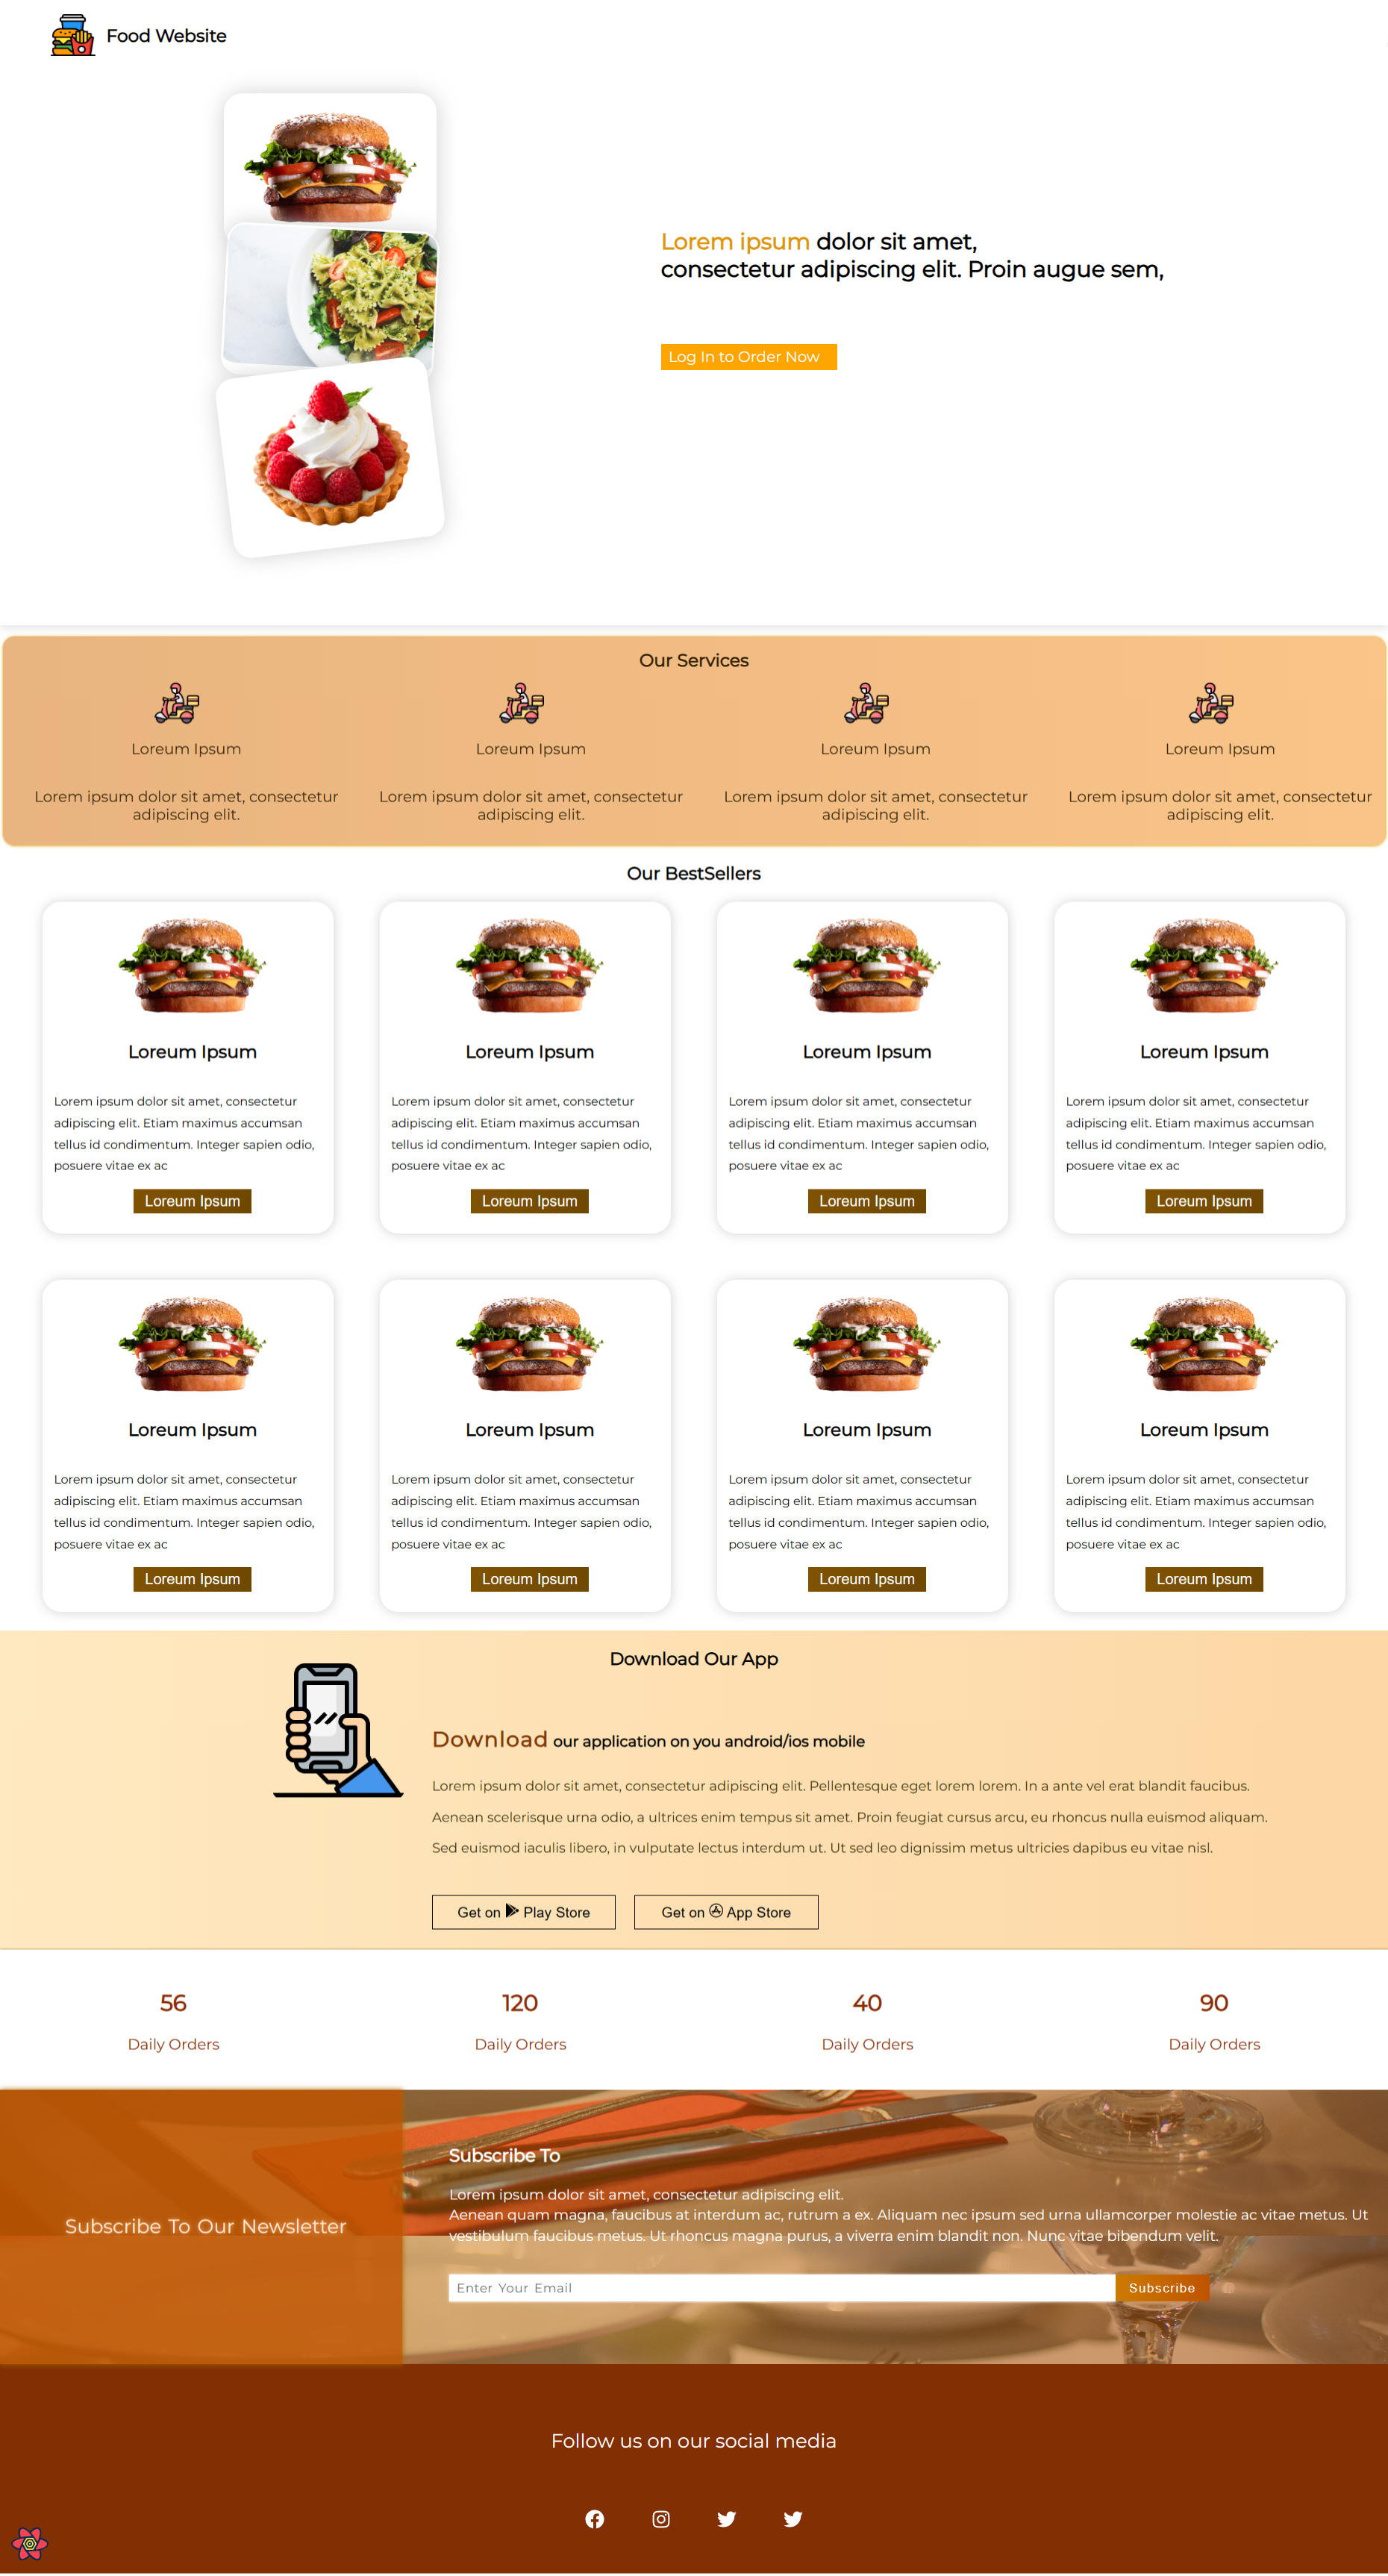 Food Website
Lorem ipsum dolor sit amet,
consectetur adipiscing elit. Proin augue sem,
Log In to Order Now
Our Services
Loreum Ipsum
Lorem ipsum dolor sit amet, consectetur
adipiscing elit.
Loreum Ipsum
Lorem ipsum dolor sit amet, consectetur
adipiscing elit.
Loreum Ipsum
Lorem ipsum dolor sit amet, consectetur
adipiscing elit.
Loreum Ipsum
Lorem ipsum dolor sit amet, consectetur
adipiscing elit.
Our BestSellers
Loreum Ipsum
Lorem ipsum dolor sit amet, consectetur
adipiscing elit. Etiam maximus accumsan
tellus id condimentum. Integer sapien odio,
posuere vitae ex ac
Loreum Ipsum
Loreum Ipsum
Lorem ipsum dolor sit amet, consectetur
adipiscing elit. Etiam maximus accumsan
tellus id condimentum. Integer sapien odio,
posuere vitae ex ac
Loreum Ipsum
Loreum Ipsum
Lorem ipsum dolor sit amet, consectetur
adipiscing elit. Etiam maximus accumsan
tellus id condimentum. Integer sapien odio,
posuere vitae ex ac
Loreum Ipsum
Loreum Ipsum
Lorem ipsum dolor sit amet, consectetur
adipiscing elit. Etiam maximus accumsan
tellus id condimentum. Integer sapien odio,
posuere vitae ex ac
Loreum Ipsum
Loreum Ipsum
Lorem ipsum dolor sit amet, consectetur
adipiscing elit. Etiam maximus accumsan
tellus id condimentum. Integer sapien odio,
posuere vitae ex ac
Loreum Ipsum
Loreum Ipsum
Lorem ipsum dolor sit amet, consectetur
adipiscing elit. Etiam maximus accumsan
tellus id condimentum. Integer sapien odio,
posuere vitae ex ac
Loreum Ipsum
Loreum Ipsum
Lorem ipsum dolor sit amet, consectetur
adipiscing elit. Etiam maximus accumsan
tellus id condimentum. Integer sapien odio,
posuere vitae ex ac
Loreum Ipsum
Loreum Ipsum
Lorem ipsum dolor sit amet, consectetur
adipiscing elit. Etiam maximus accumsan
tellus id condimentum. Integer sapien odio,
posuere vitae ex ac
Loreum Ipsum
Download Our App
Download our application on you android/ios mobile
Lorem ipsum dolor sit amet, consectetur adipiscing elit. Pellentesque eget lorem lorem. In a ante vel erat blandit faucibus.
Aenean scelerisque urna odio, a ultrices enim tempus sit amet. Proin feugiat cursus arcu, eu rhoncus nulla euismod aliquam.
Sed euismod iaculis libero, in vulputate lectus interdum ut. Ut sed leo dignissim metus ultricies dapibus eu vitae nisl.
Get on Play Store
Get on App Store
56
Daily Orders
120
Daily Orders
40
Daily Orders
90
Daily Orders
Subscribe To Our Newsletter
Subscribe To
Lorem ipsum dolor sit amet, consectetur adipiscing elit.
Aenean quam magna, faucibus at interdum ac, rutrum a ex. Aliquam nec ipsum sed urna ullamcorper molestie ac vitae metus. Ut
vestibulum faucibus metus. Ut rhoncus magna purus, a viverra enim blandit non. Nunc vitae bibendum velit.
Enter Your Email
Subscribe
Follow us on our social media